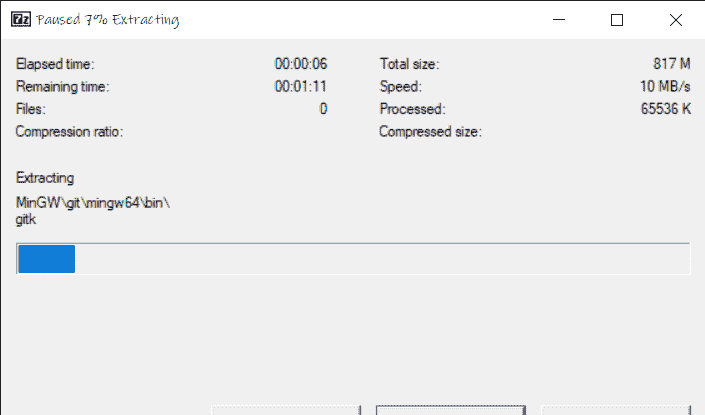 Paused 7% Extracting
Elapsed time: 00:00:06 Total size: 817 M
Remaining time: 00:01:11 Speed: 10 MB/s
Files: 0 Processed: 65536 K
Compression ratio: Compressed size:
Extracting
MinGW\git\mingw64\bin\
gitk